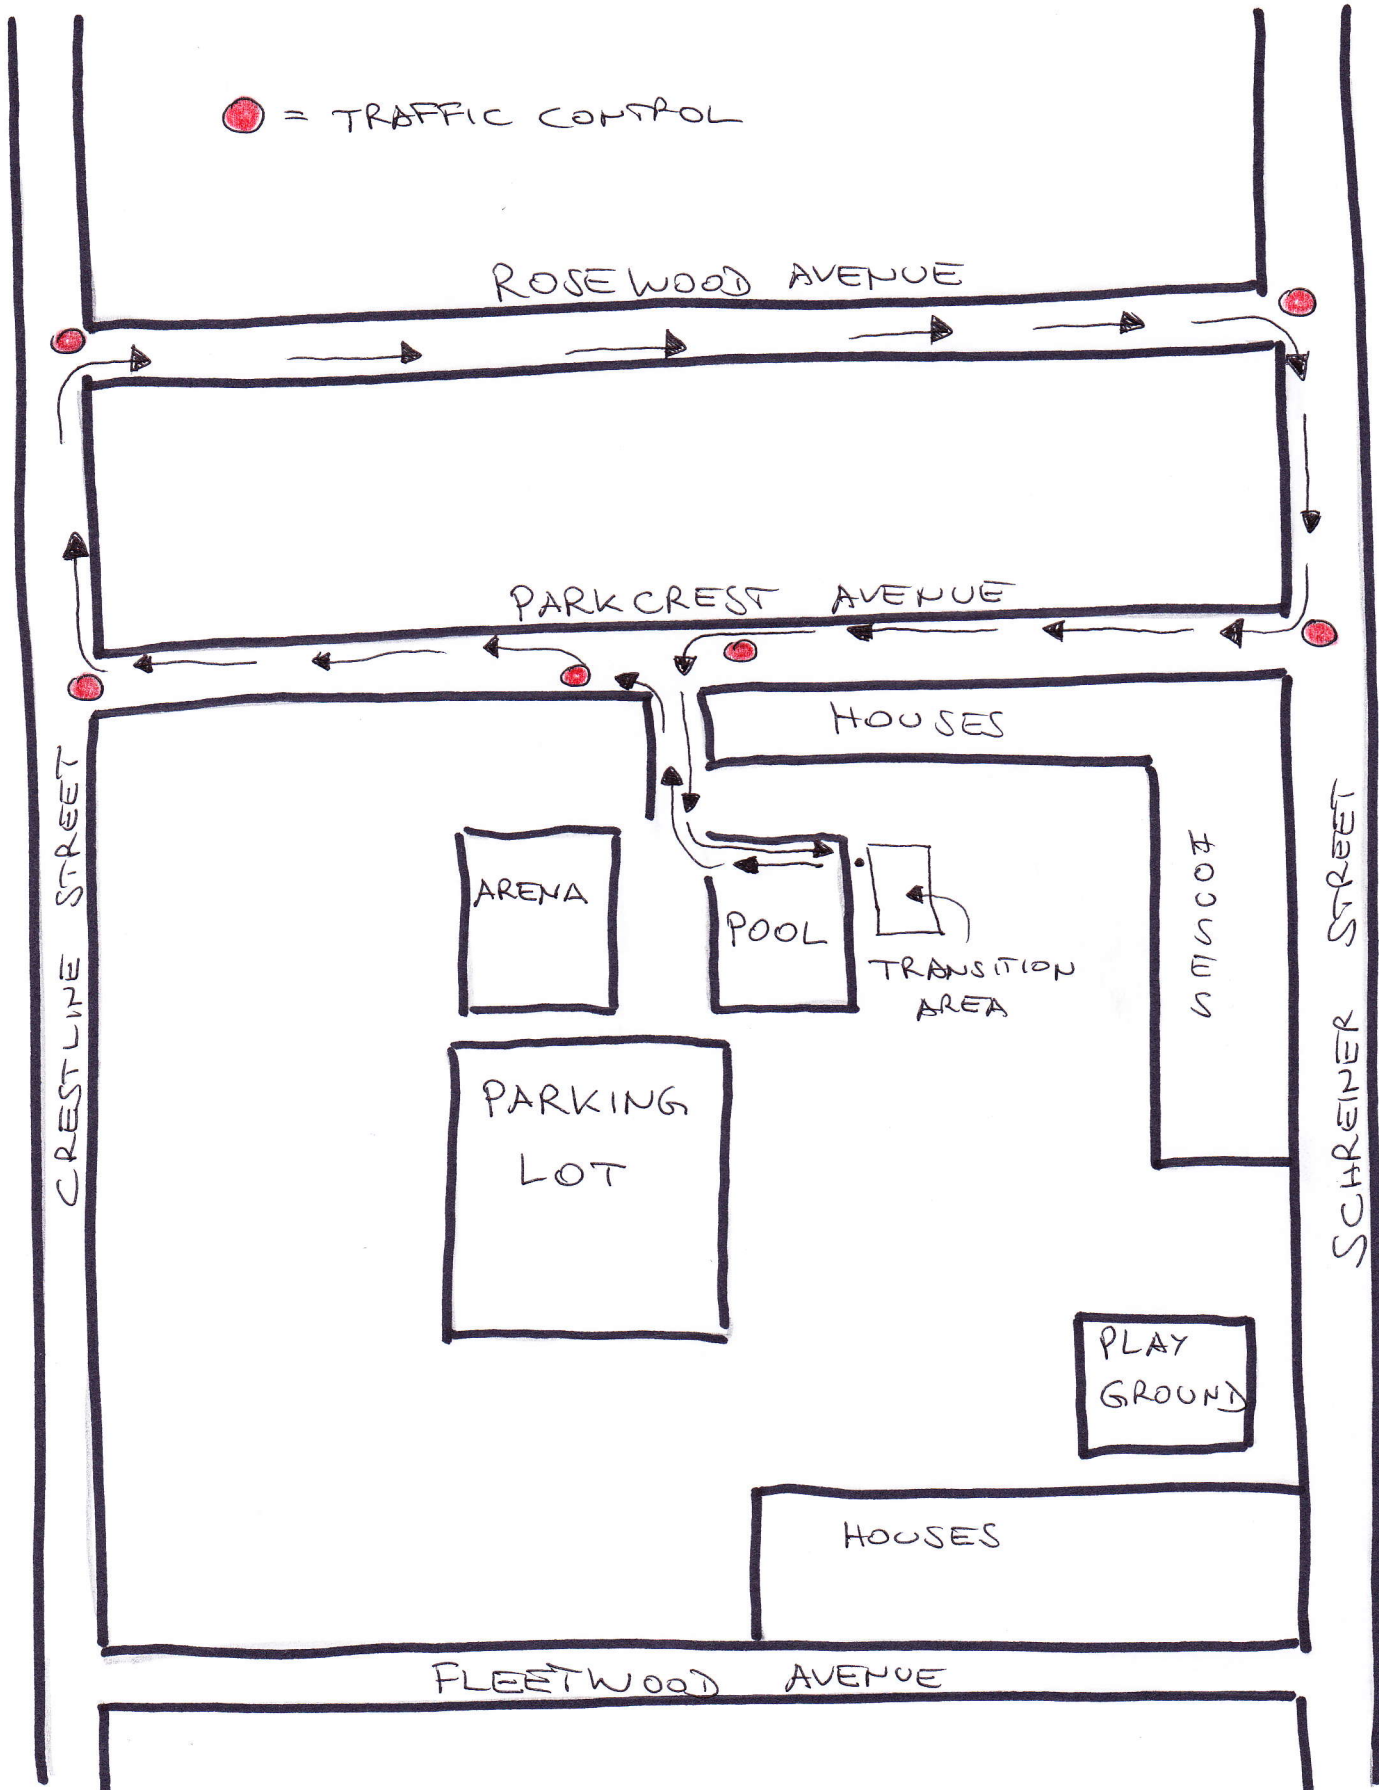 = TRAFFIC CONTROL
ROSEWOOD AVENUE
PARKCREST AVENUE
HOUSES
CRESTLINE STREET
SCHREINER STREET
HOUSES
ARENA
POOL
TRANSITION
AREA
PARKING
LOT
PLAY
GROUND
HOUSES
FLEETWOOD AVENUE